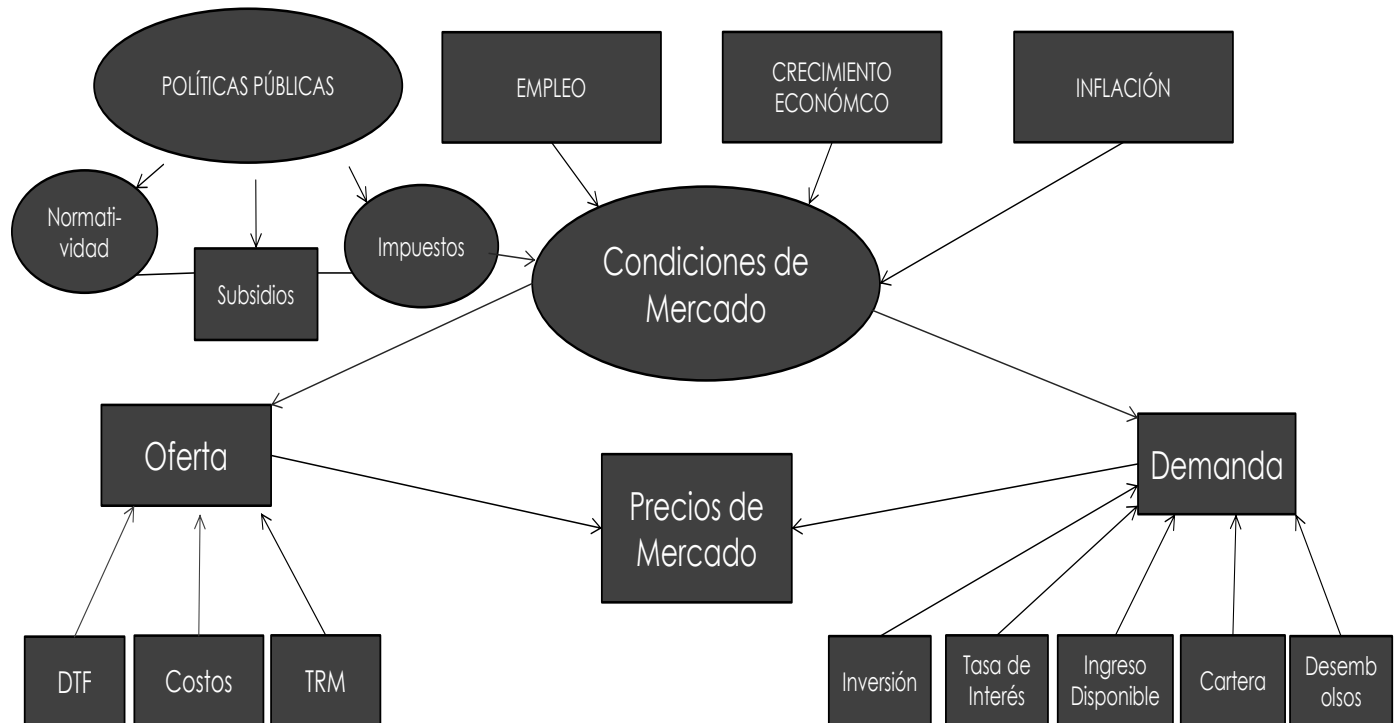 POLÍTICAS PÚBLICAS
EMPLEO
CRECIMIENTO
ECONÓMCO
INFLACIÓN
Normati-
vidad
Subsidios
Impuestos
Condiciones de
Mercado
Oferta
Precios de
Mercado
Demanda
DTF
Costos
TRM
Inversión
Tasa de
Interés
Ingreso
Disponible
Cartera
Desemb
olsos